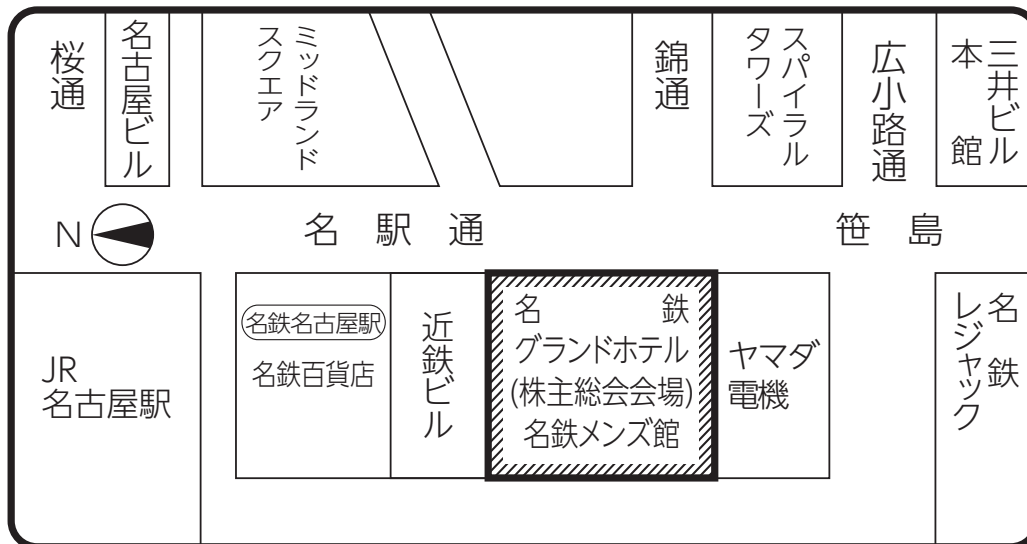 桜通
名古屋ビル
ミッドランド
スクエア
錦通
スパイラル
タワーズ
広小路通
三井ビル
本館
N
名駅通
笹島
JR
名古屋駅
名鉄名古屋駅
名鉄百貨店
近鉄ビル
名鉄
グランドホテル
(株主総会会場)
名鉄メンズ館
ヤマダ
電機
名鉄
レジャック